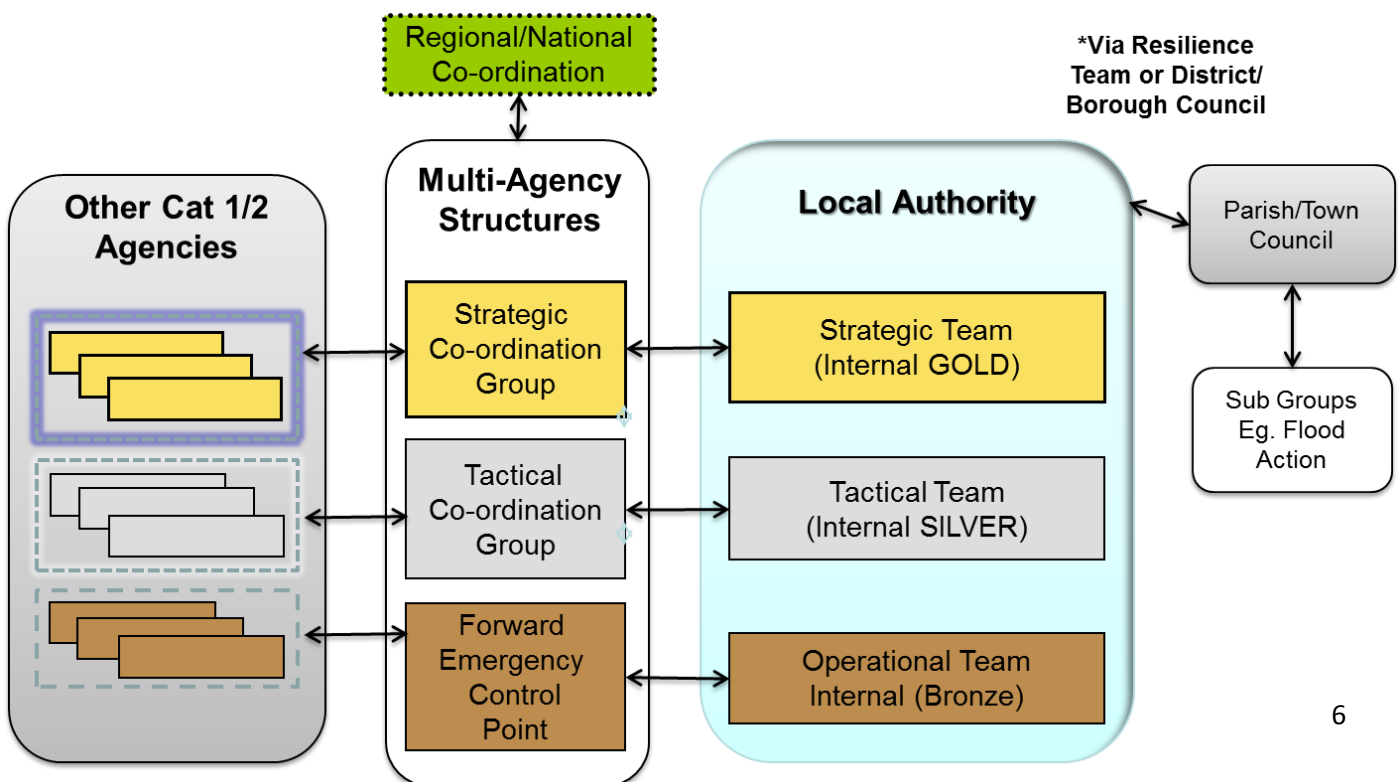 Regional/National
Co-ordination
*Via Resilience
Team or District/
Borough Council
Other Cat 1/2
Agencies
Multi-Agency
Structures
Strategic
Co-ordination
Group
Tactical
Co-ordination
Group
Forward
Emergency
Control
Point
Local Authority
Strategic Team
(Internal GOLD)
Tactical Team
(Internal SILVER)
Operational Team
Internal (Bronze)
Parish/Town
Council
Sub Groups
Eg. Flood
Action
6